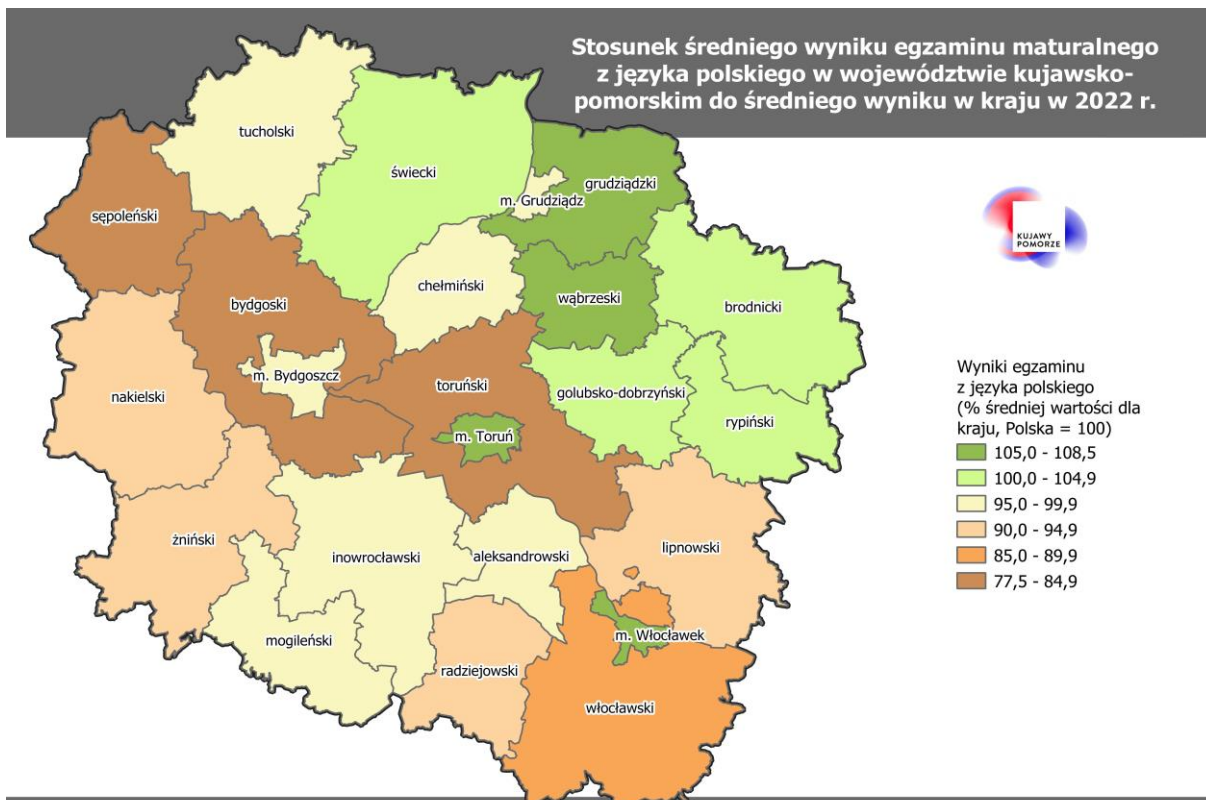 Stosunek średniego wyniku egzaminu maturalnego
z języka polskiego w województwie kujawsko-
pomorskim do średniego wyniku w kraju w 2022 r.
tucholski
świecki
grudziądzki
m. Grudziądz
sępoleński
KUJAWY
POMORZE
chełmiński
wąbrzeski
bydgoski
brodnicki
m. Bydgoszcz
toruński
nakielski
golubsko-dobrzyński
rypiński
m. Toruń
żniński
inowrocławski
aleksandrowski
lipnowski
mogileński
m. Włocławek
radziejowski
włocławski
Wyniki egzaminu
z języka polskiego
(% średniej wartości dla
kraju, Polska = 100)
105,0 - 108,5
100,0 - 104,9
95,0 - 99,9
90,0 - 94,9
85,0 - 89,9
77,5 - 84,9